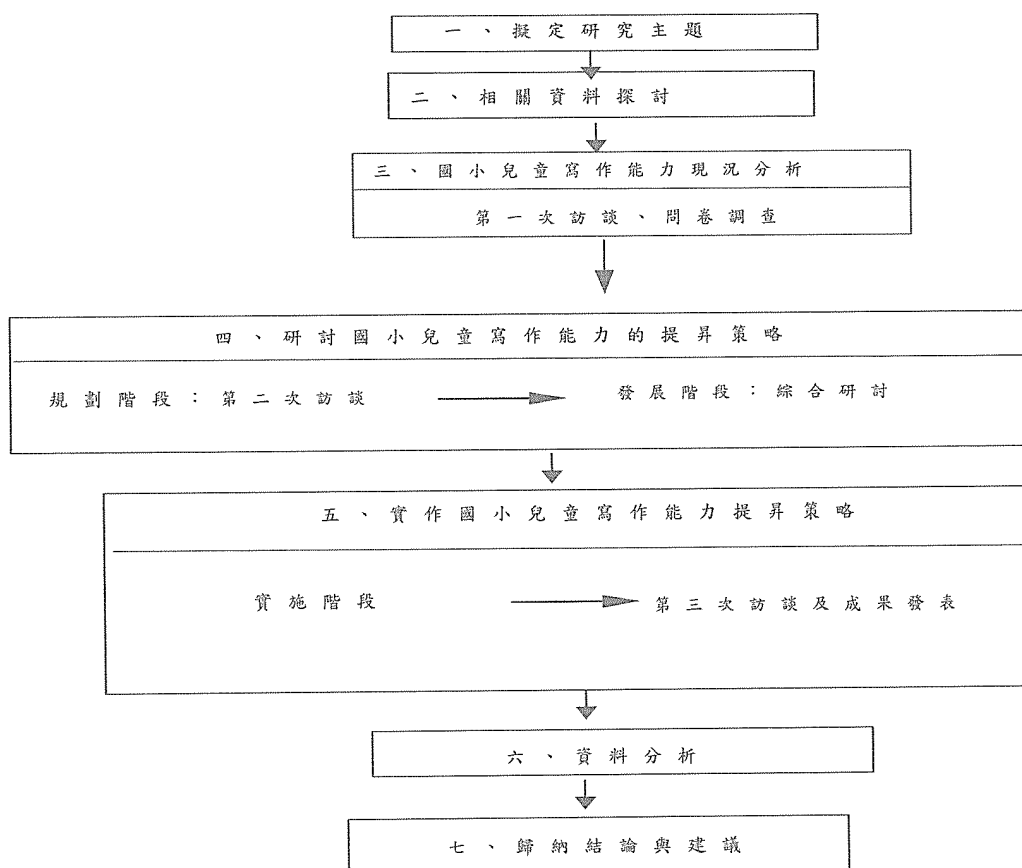 一、擬定研究主題
二、相關資料探討
三、國小兒童寫作能力現況分析
第一次訪談、問卷調查
四、研討國小兒童寫作能力的提昇策略
規劃階段：第二次訪談 發展階段：綜合研討
五、實作國小兒童寫作能力提昇策略
實施階段 第三次訪談及成果發表
六、資料分析
七、歸納結論與建議